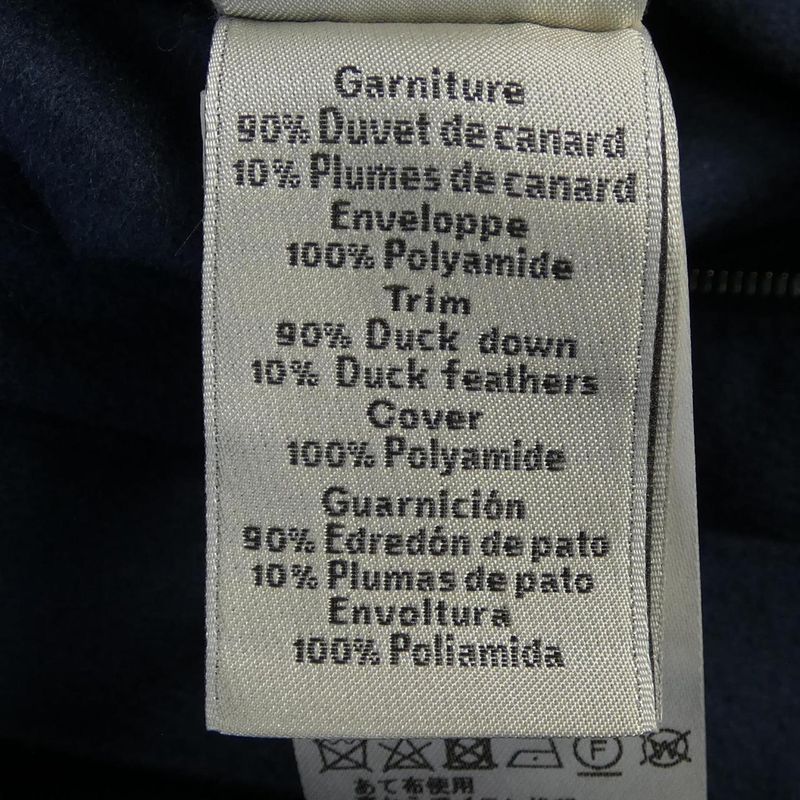 Garniture
90% Duvet de canard
10% Plumes de canard
Enveloppe
100% Polyamide
Trim
90% Duck down
10% Duck feathers
Cover
100% Polyamide
Guarnición
90% Edredón de pato
10% Plumas de pato
Envoltura
100% Poliamida
F
W
あて布使用